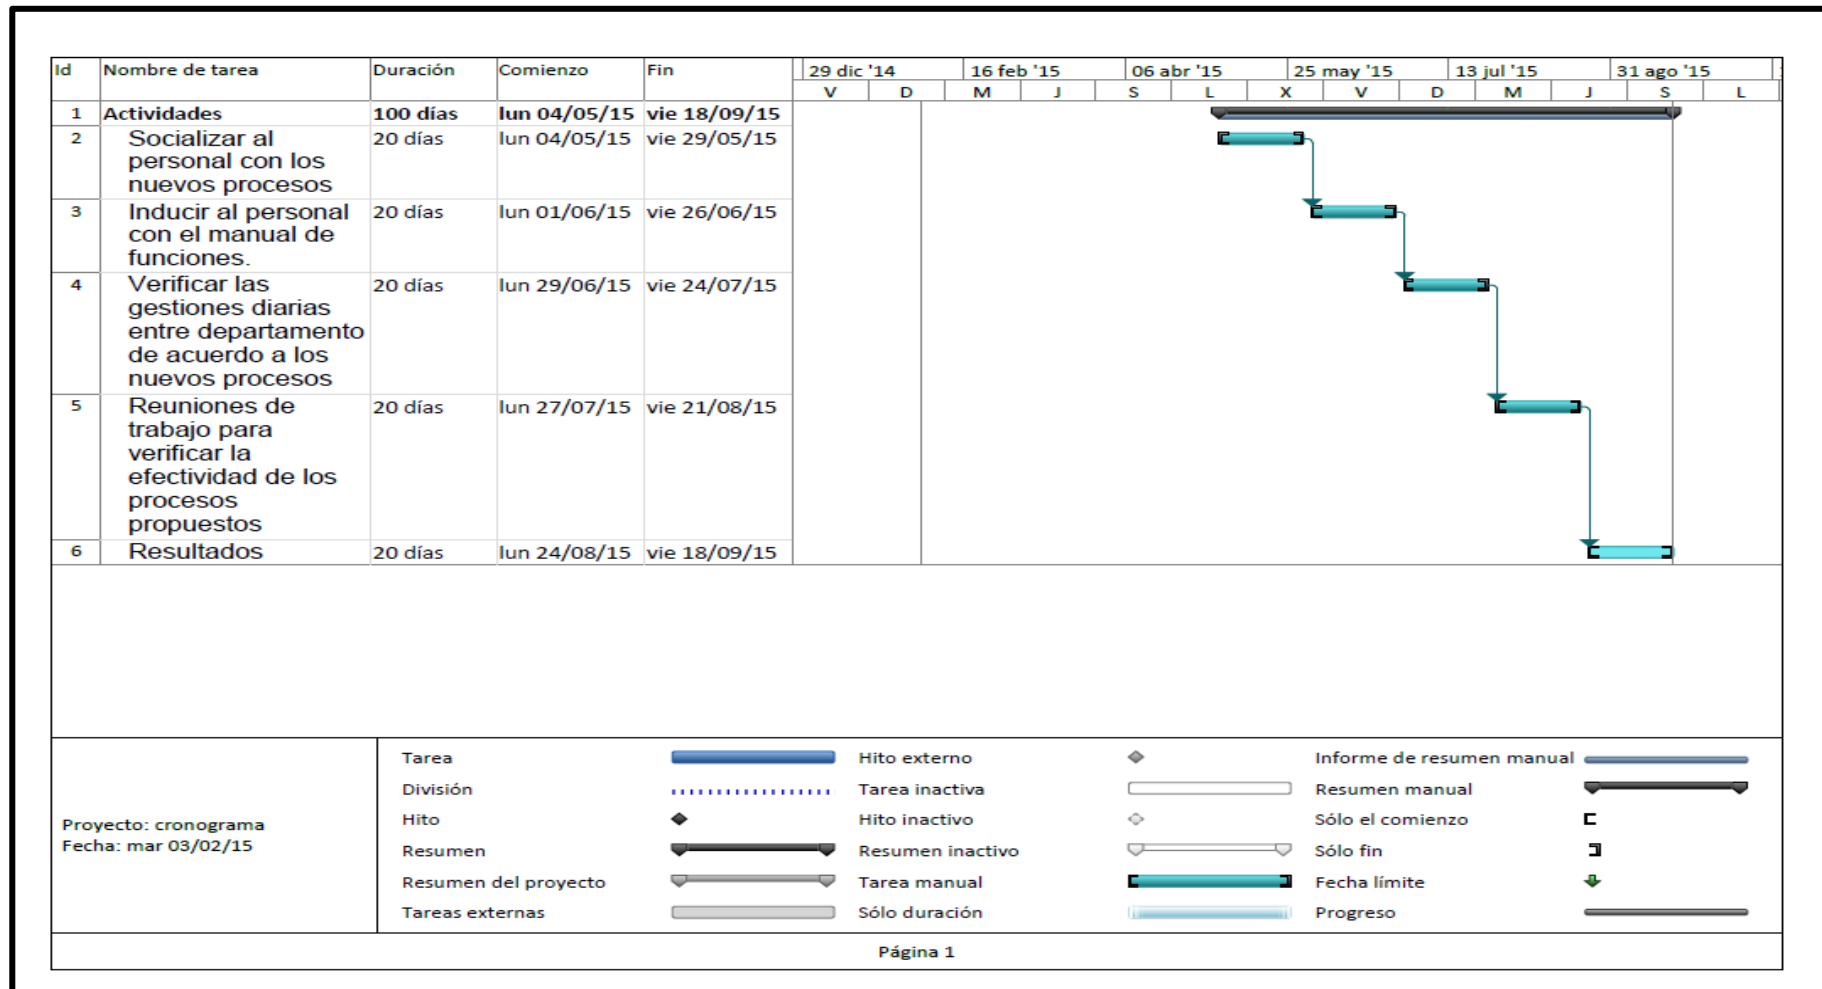 Id Nombre de tarea Duración Comienzo Fin 29 dic '14 16 feb '15 06 abr '15 25 may '15 13 jul '15 31 ago '15
V D M J S L X V D M J S L
1 Actividades 100 días lun 04/05/15 vie 18/09/15
2 Socializar al 20 días lun 04/05/15 vie 29/05/15
personal con los
nuevos procesos
3 Inducir al personal 20 días lun 01/06/15 vie 26/06/15
con el manual de
funciones.
4 Verificar las 20 días lun 29/06/15 vie 24/07/15
gestiones diarias
entre departamento
de acuerdo a los
nuevos procesos
5 Reuniones de 20 días lun 27/07/15 vie 21/08/15
trabajo para
verificar la
efectividad de los
procesos
propuestos
6 Resultados 20 días lun 24/08/15 vie 18/09/15
Proyecto: cronograma
Fecha: mar 03/02/15
Tarea Hito externo Informe de resumen manual
División Tarea inactiva Resumen manual
Hito Hito inactivo Sólo el comienzo
Resumen Resumen inactivo Sólo fin
Resumen del proyecto Tarea manual Fecha límite
Tareas externas Sólo duración Progreso
Página 1